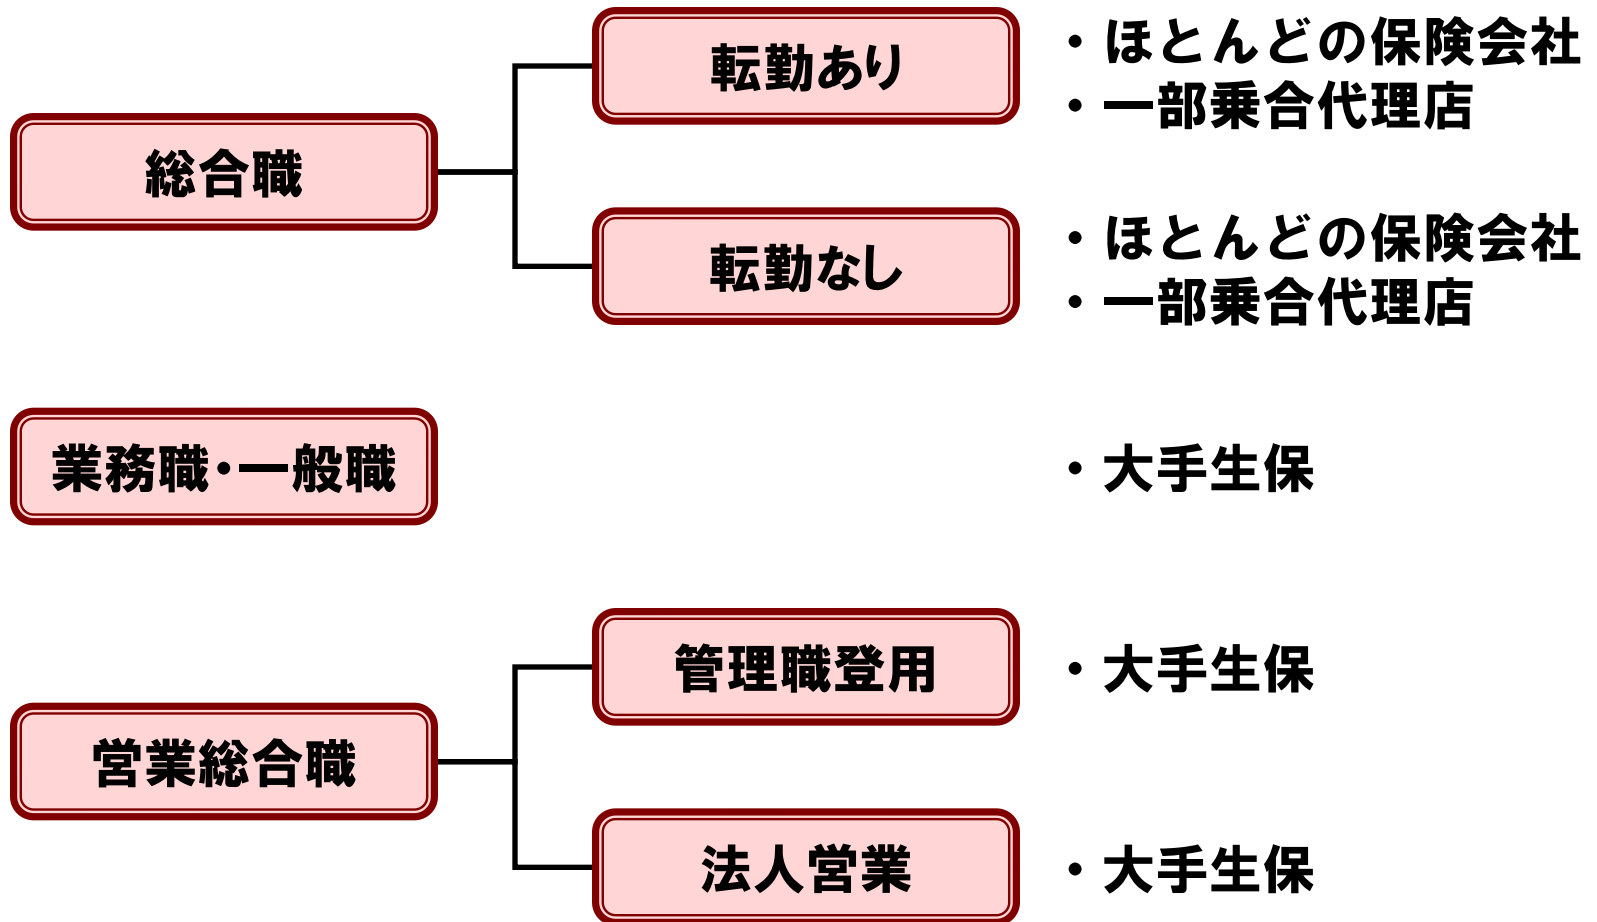 総合職
転勤あり
・ほとんどの保険会社
・一部乗合代理店
転勤なし
・ほとんどの保険会社
・一部乗合代理店
業務職・一般職
・大手生保
営業総合職
管理職登用
・大手生保
法人営業
・大手生保